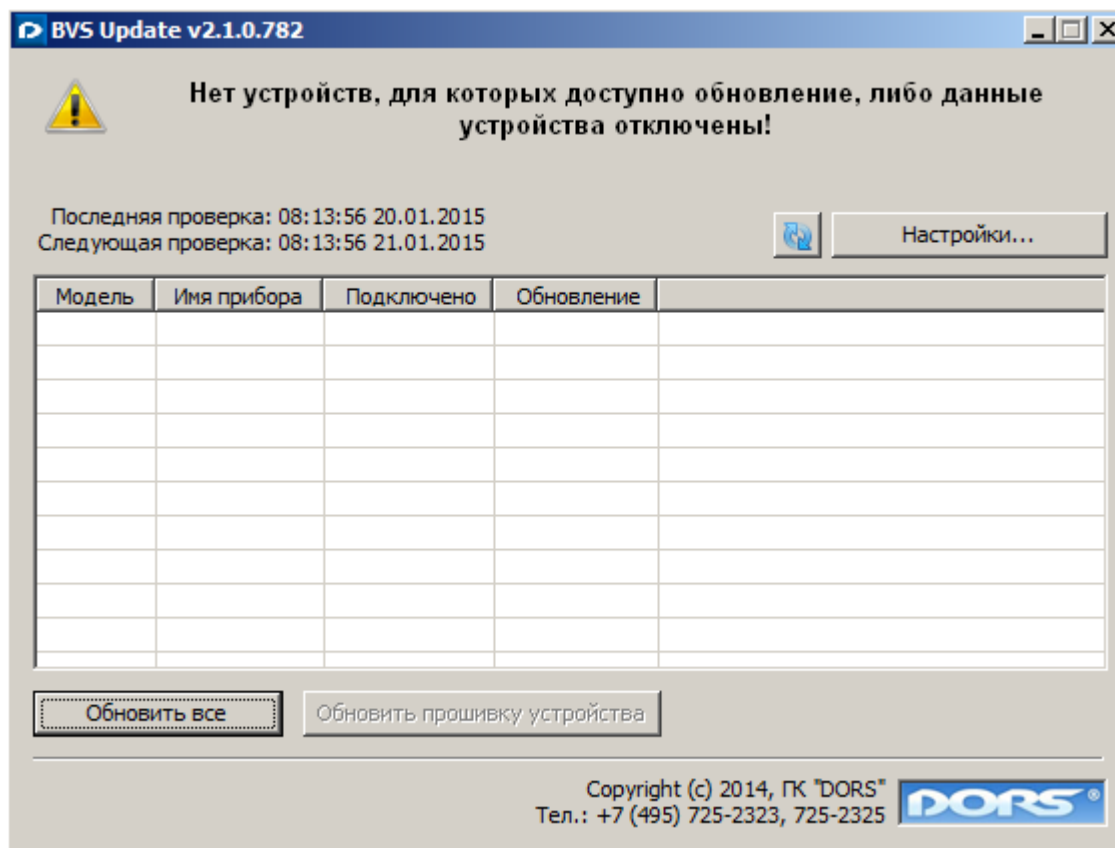 BVS Update v2.1.0.782
Нет устройств, для которых доступно обновление, либо данные
устройства отключены!
Последняя проверка: 08:13:56 20.01.2015
Следующая проверка: 08:13:56 21.01.2015
Настройки...
Модель Имя прибора Подключено Обновление
Обновить все Обновить прошивку устройства
Copyright (c) 2014, ГК "DORS"
Тел.: +7 (495) 725-2323, 725-2325
DORS®